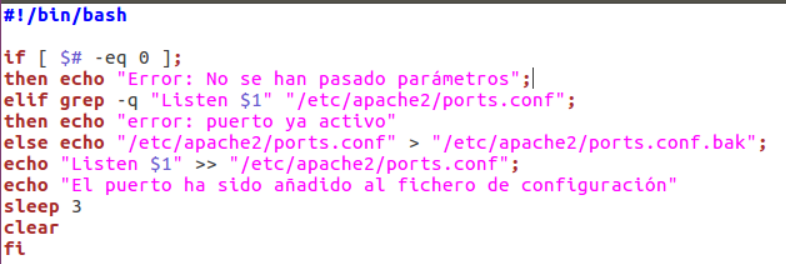 #!/bin/bash
if [ $# -eq 0 ];
then echo "Error: No se han pasado parámetros";
elif grep -q "Listen $1" "/etc/apache2/ports.conf";
then echo "error: puerto ya activo"
else echo "/etc/apache2/ports.conf" > "/etc/apache2/ports.conf.bak";
echo "Listen $1" >> "/etc/apache2/ports.conf";
echo "El puerto ha sido añadido al fichero de configuración"
sleep 3
clear
fi